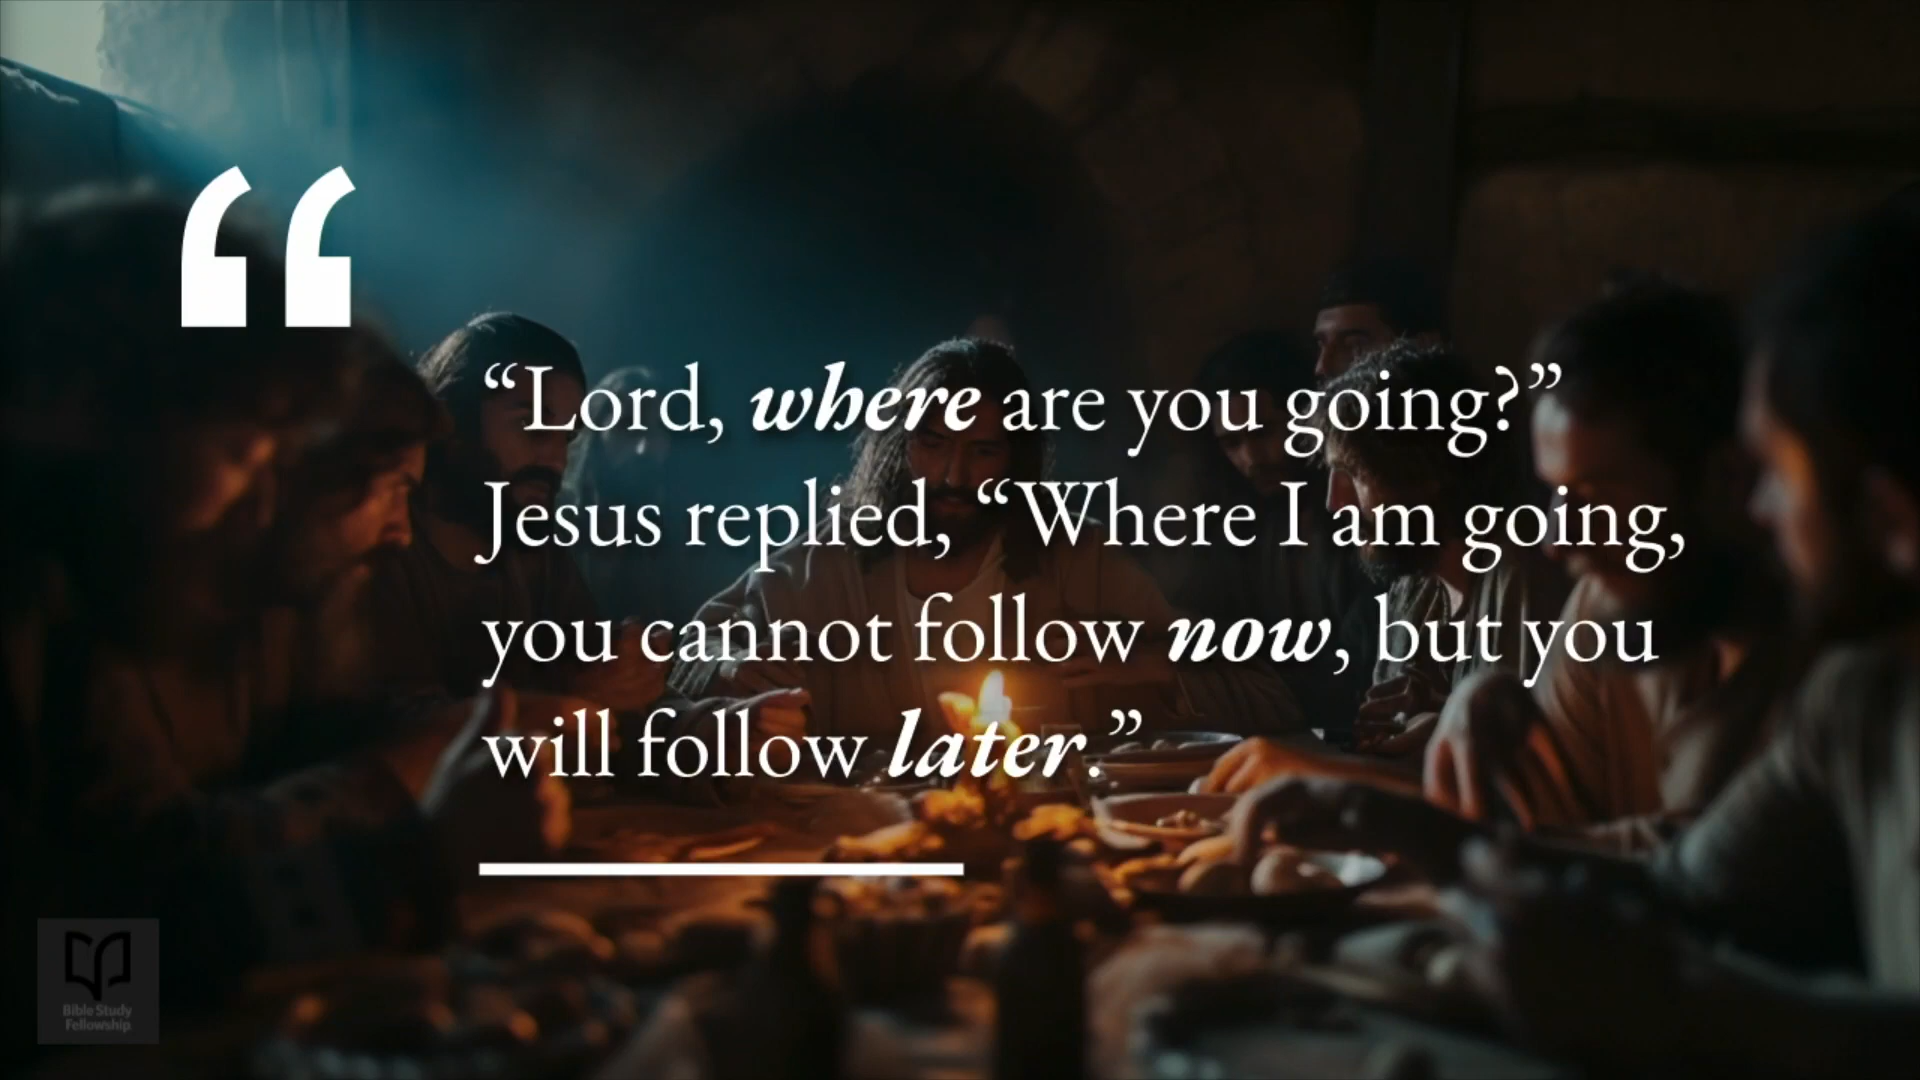 “
“Lord, where are you going?”
Jesus replied, “Where I am going,
you cannot follow now, but you
will follow later.”
Bible Study
Fellowship